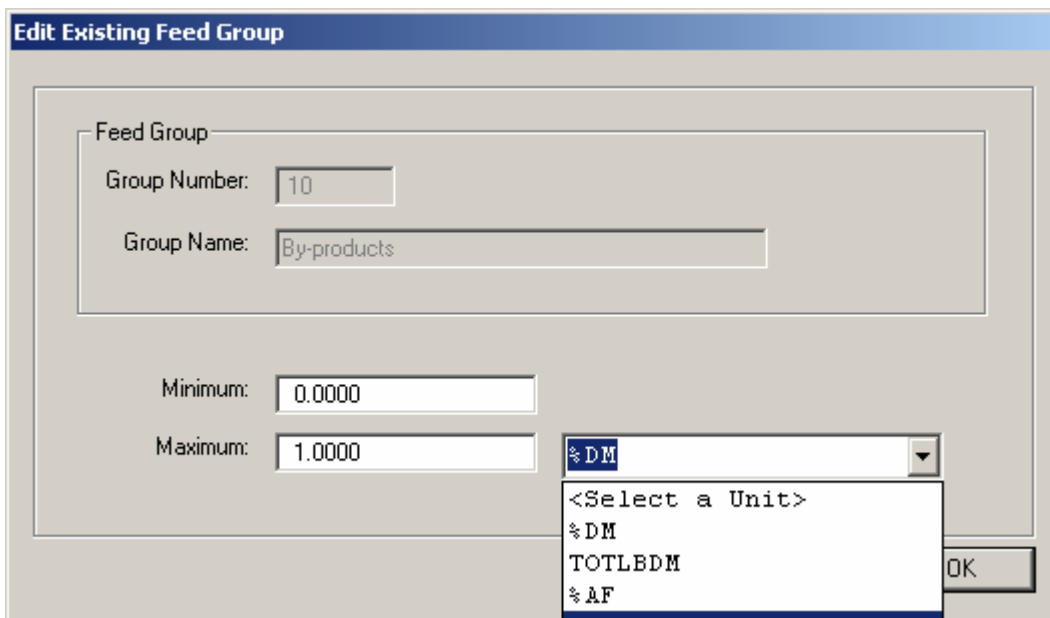 Edit Existing Feed Group
Feed Group
Group Number: 10
Group Name: By-products
Minimum: 0.0000
Maximum: 1.0000 %DM
<Select a Unit>
%DM
TOTLBDM
%AF
OK